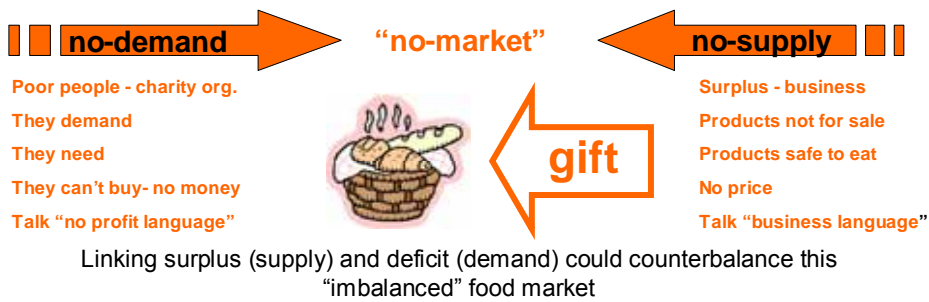 no-demand
“no-market”
no-supply
Poor people - charity org.
They demand
They need
They can’t buy- no money
Talk “no profit language”
gift
Surplus - business
Products not for sale
Products safe to eat
No price
Talk “business language”
Linking surplus (supply) and deficit (demand) could counterbalance this
“imbalanced” food market